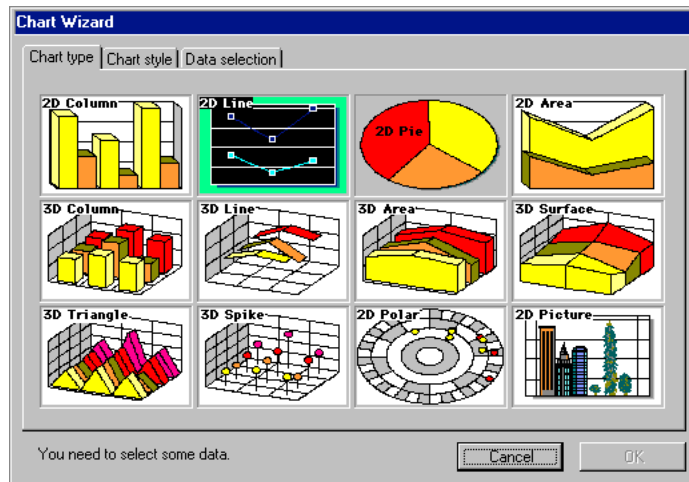 Chart Wizard
Chart type Chart style Data selection
2D Column 2D Line 2D Pie 2D Area
3D Column 3D Line 3D Area 3D Surface
3D Triangle 3D Spike 2D Polar 2D Picture
You need to select some data. Cancel OK